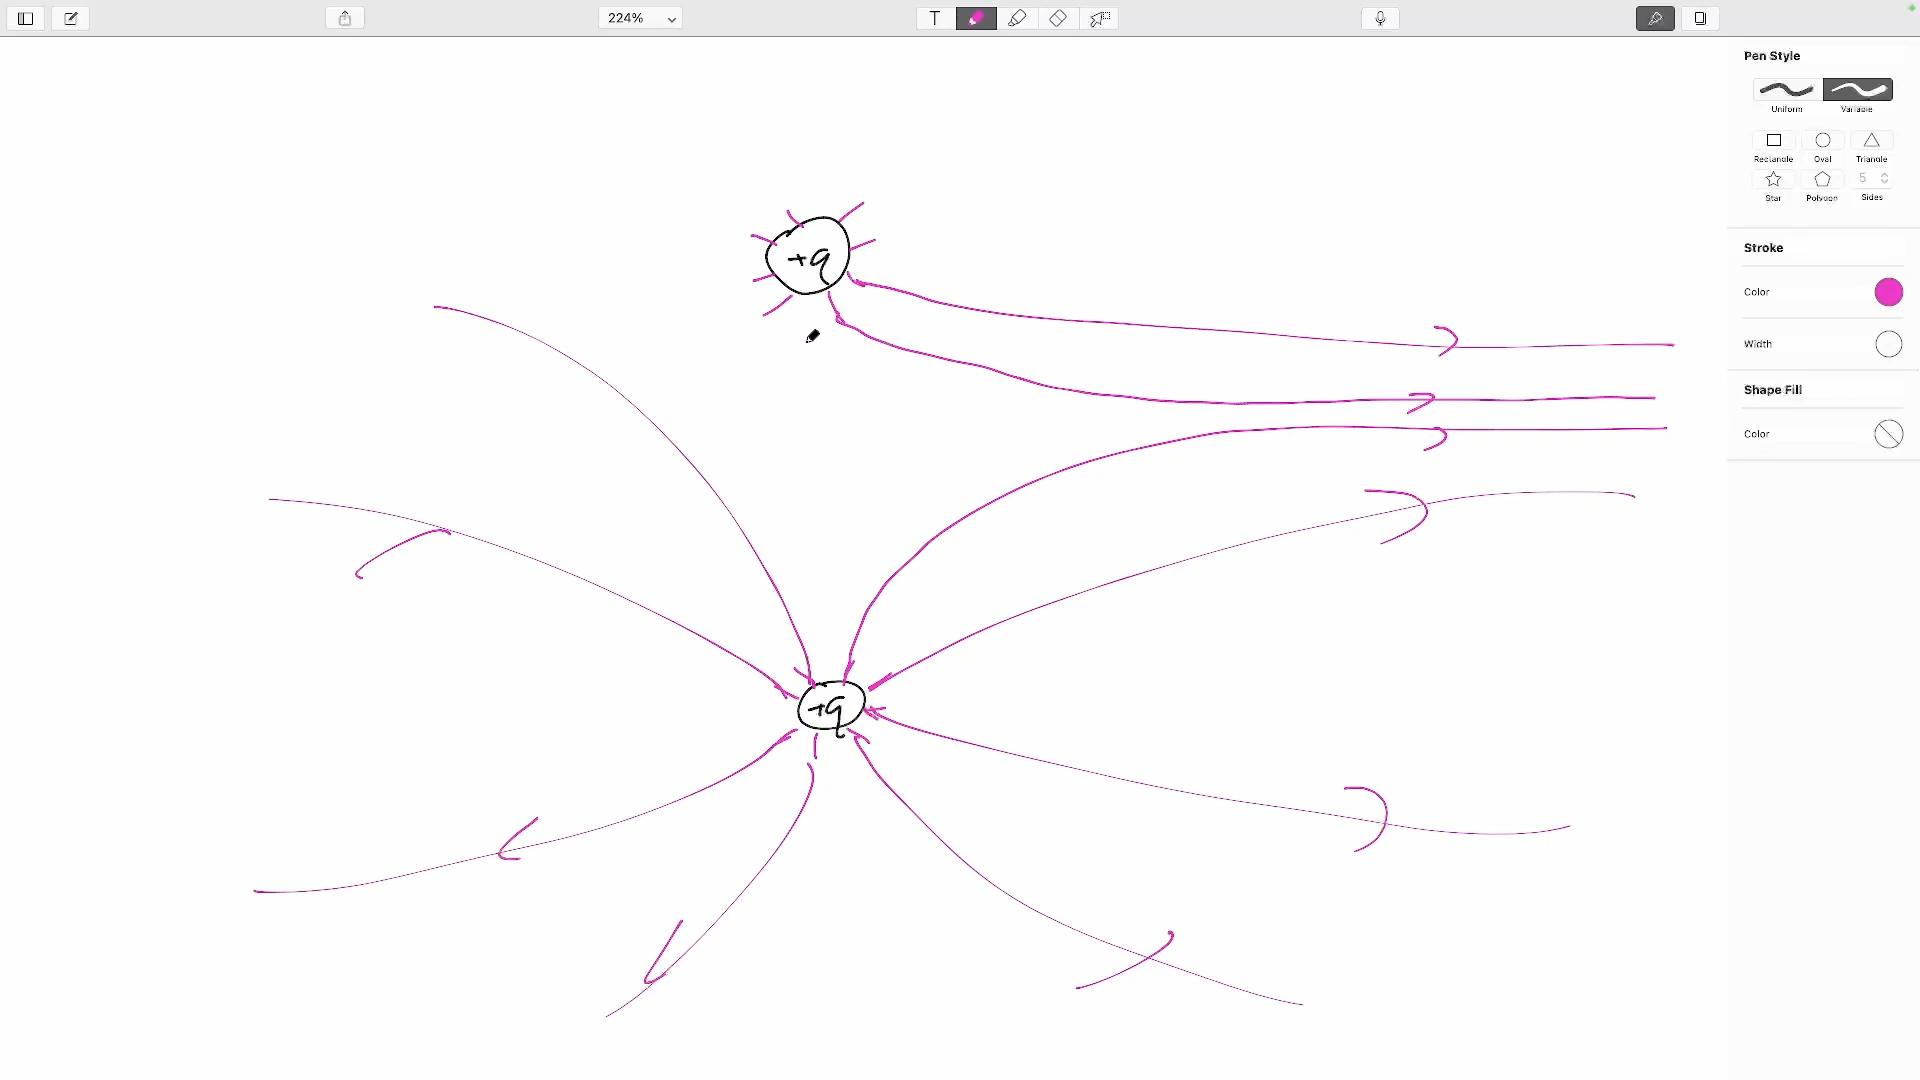 224%
T
Pen Style
Uniform
Variable
Rectangle
Oval
Triangle
5
Star
Polygon
Sides
Stroke
Color
Width
Shape Fill
Color
+q
+q